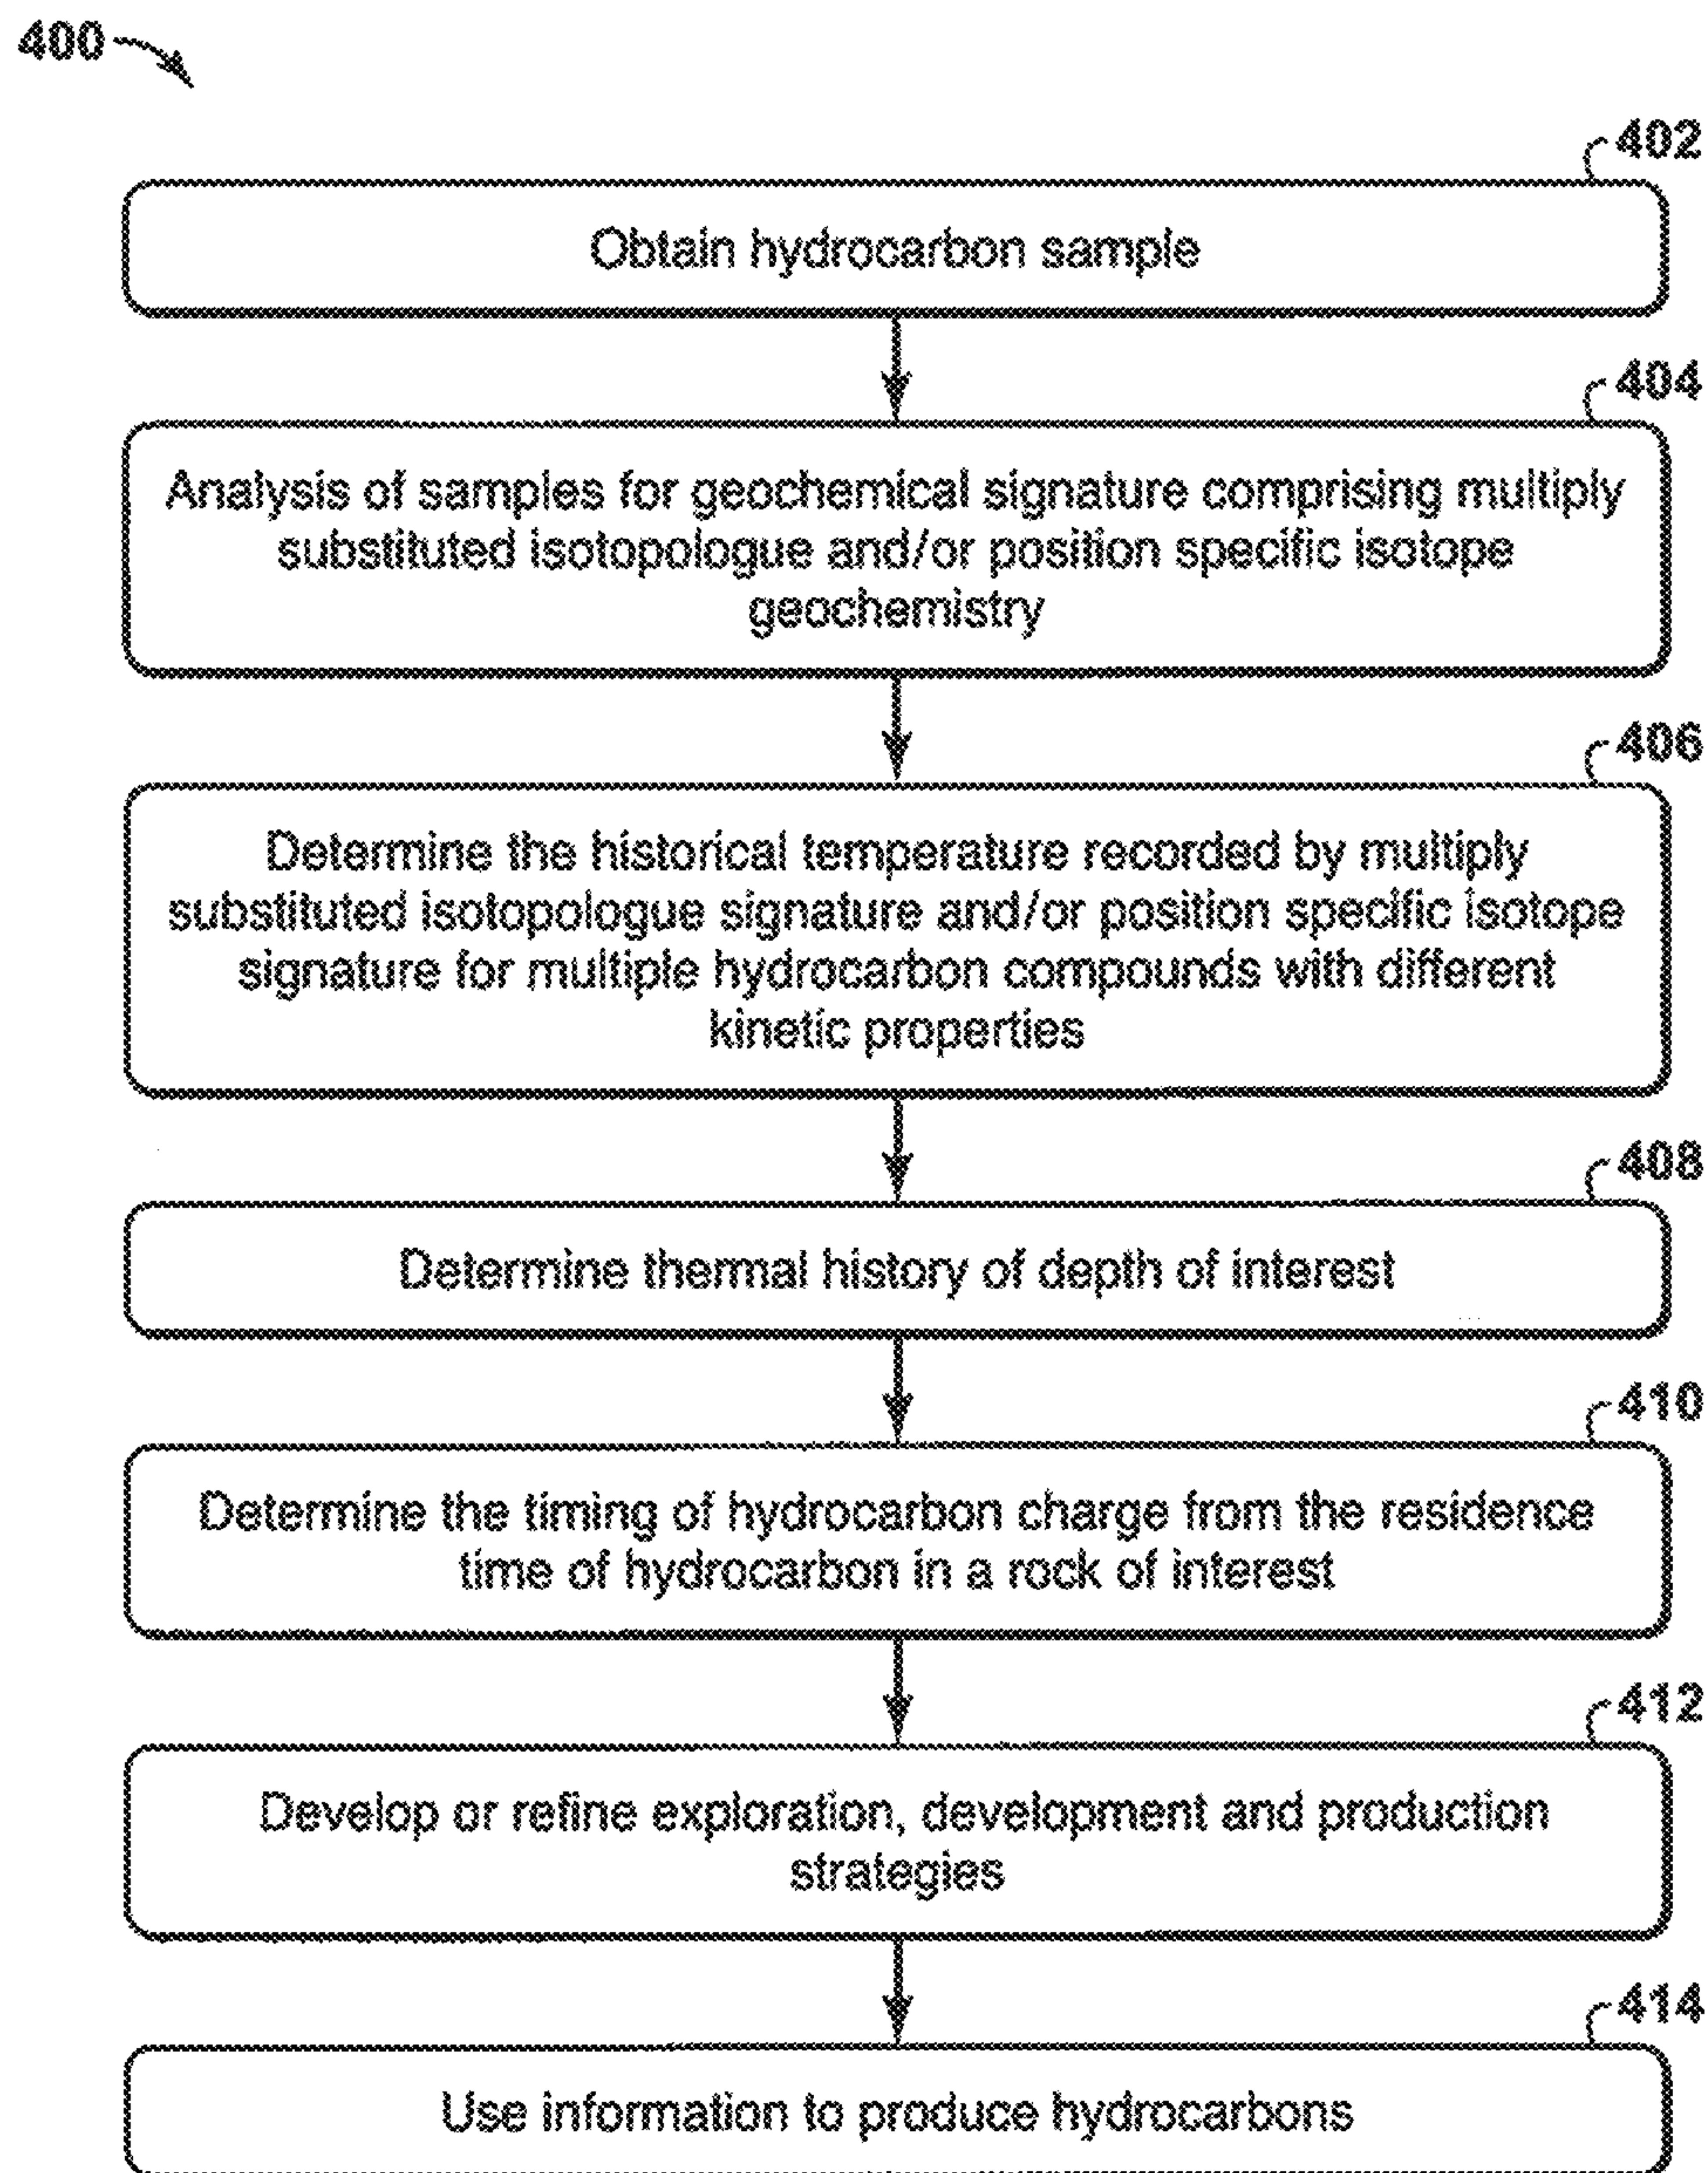 400
402
Obtain hydrocarbon sample
404
Analysis of samples for geochemical signature comprising multiply
substituted isotopologue and/or position specific isotope
geochemistry
406
Determine the historical temperature recorded by multiply
substituted isotopologue signature and/or position specific isotope
signature for multiple hydrocarbon compounds with different
kinetic properties
408
Determine thermal history of depth of interest
410
Determine the timing of hydrocarbon charge from the residence
time of hydrocarbon in a rock of interest
412
Develop or refine exploration, development and production
strategies
414
Use information to produce hydrocarbons